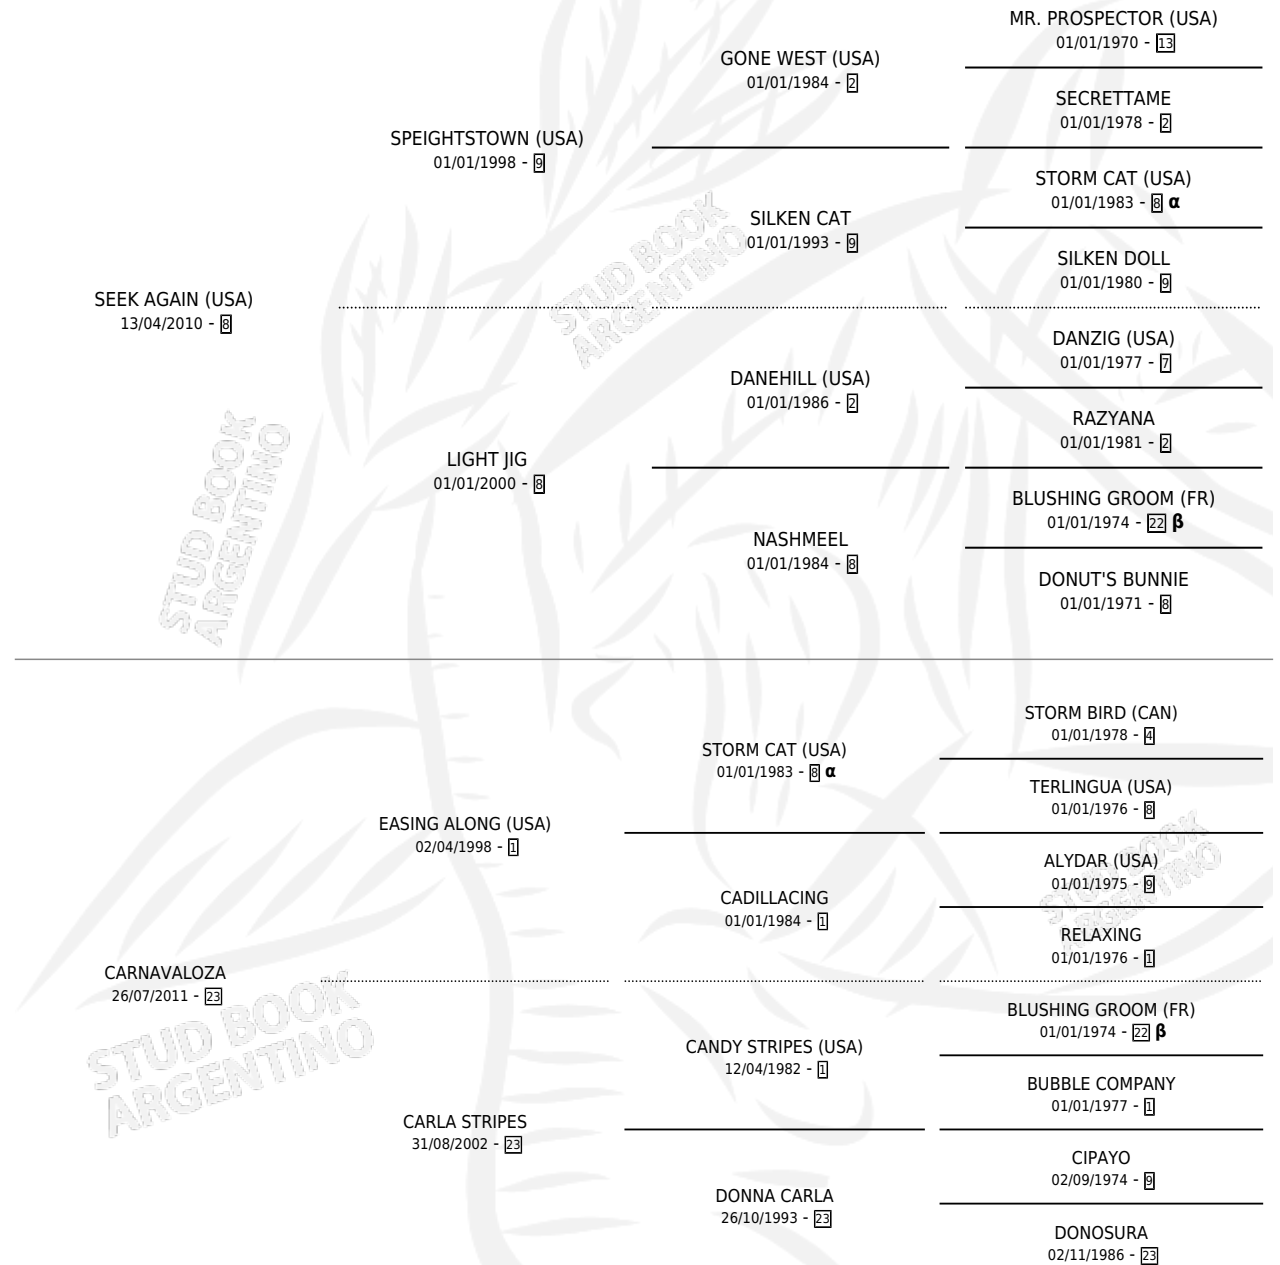 MR. PROSPECTOR (USA)
01/01/1970 - 13
GONE WEST (USA)
01/01/1984 - 2
SECRETTAME
01/01/1978 - 2
SPEIGHTSTOWN (USA)
01/01/1998 - 9
STORM CAT (USA)
01/01/1983 - 8 α
SILKEN CAT
01/01/1993 - 9
SILKEN DOLL
01/01/1980 - 9
SEEK AGAIN (USA)
13/04/2010 - 8
DANZIG (USA)
01/01/1977 - 7
DANEHILL (USA)
01/01/1986 - 2
RAZYANA
01/01/1981 - 2
LIGHT JIG
01/01/2000 - 8
BLUSHING GROOM (FR)
01/01/1974 - 22 β
NASHMEEL
01/01/1984 - 8
DONUT'S BUNNIE
01/01/1971 - 8
STORM BIRD (CAN)
01/01/1978 - 4
STORM CAT (USA)
01/01/1983 - 8 α
TERLINGUA (USA)
01/01/1976 - 8
EASING ALONG (USA)
02/04/1998 - 1
ALYDAR (USA)
01/01/1975 - 9
CADILLACING
01/01/1984 - 1
RELAXING
01/01/1976 - 1
CARNAVALOZA
26/07/2011 - 23
BLUSHING GROOM (FR)
01/01/1974 - 22 β
CANDY STRIPES (USA)
12/04/1982 - 1
BUBBLE COMPANY
01/01/1977 - 1
CARLA STRIPES
31/08/2002 - 23
CIPAYO
02/09/1974 - 9
DONNA CARLA
26/10/1993 - 23
DONOSURA
02/11/1986 - 23
STUD BOOK
ARGENTINO
STUD BOOK
ARGENTINO
STUD BOOK
ARGENTINO
STUD BOOK
ARGENTINO